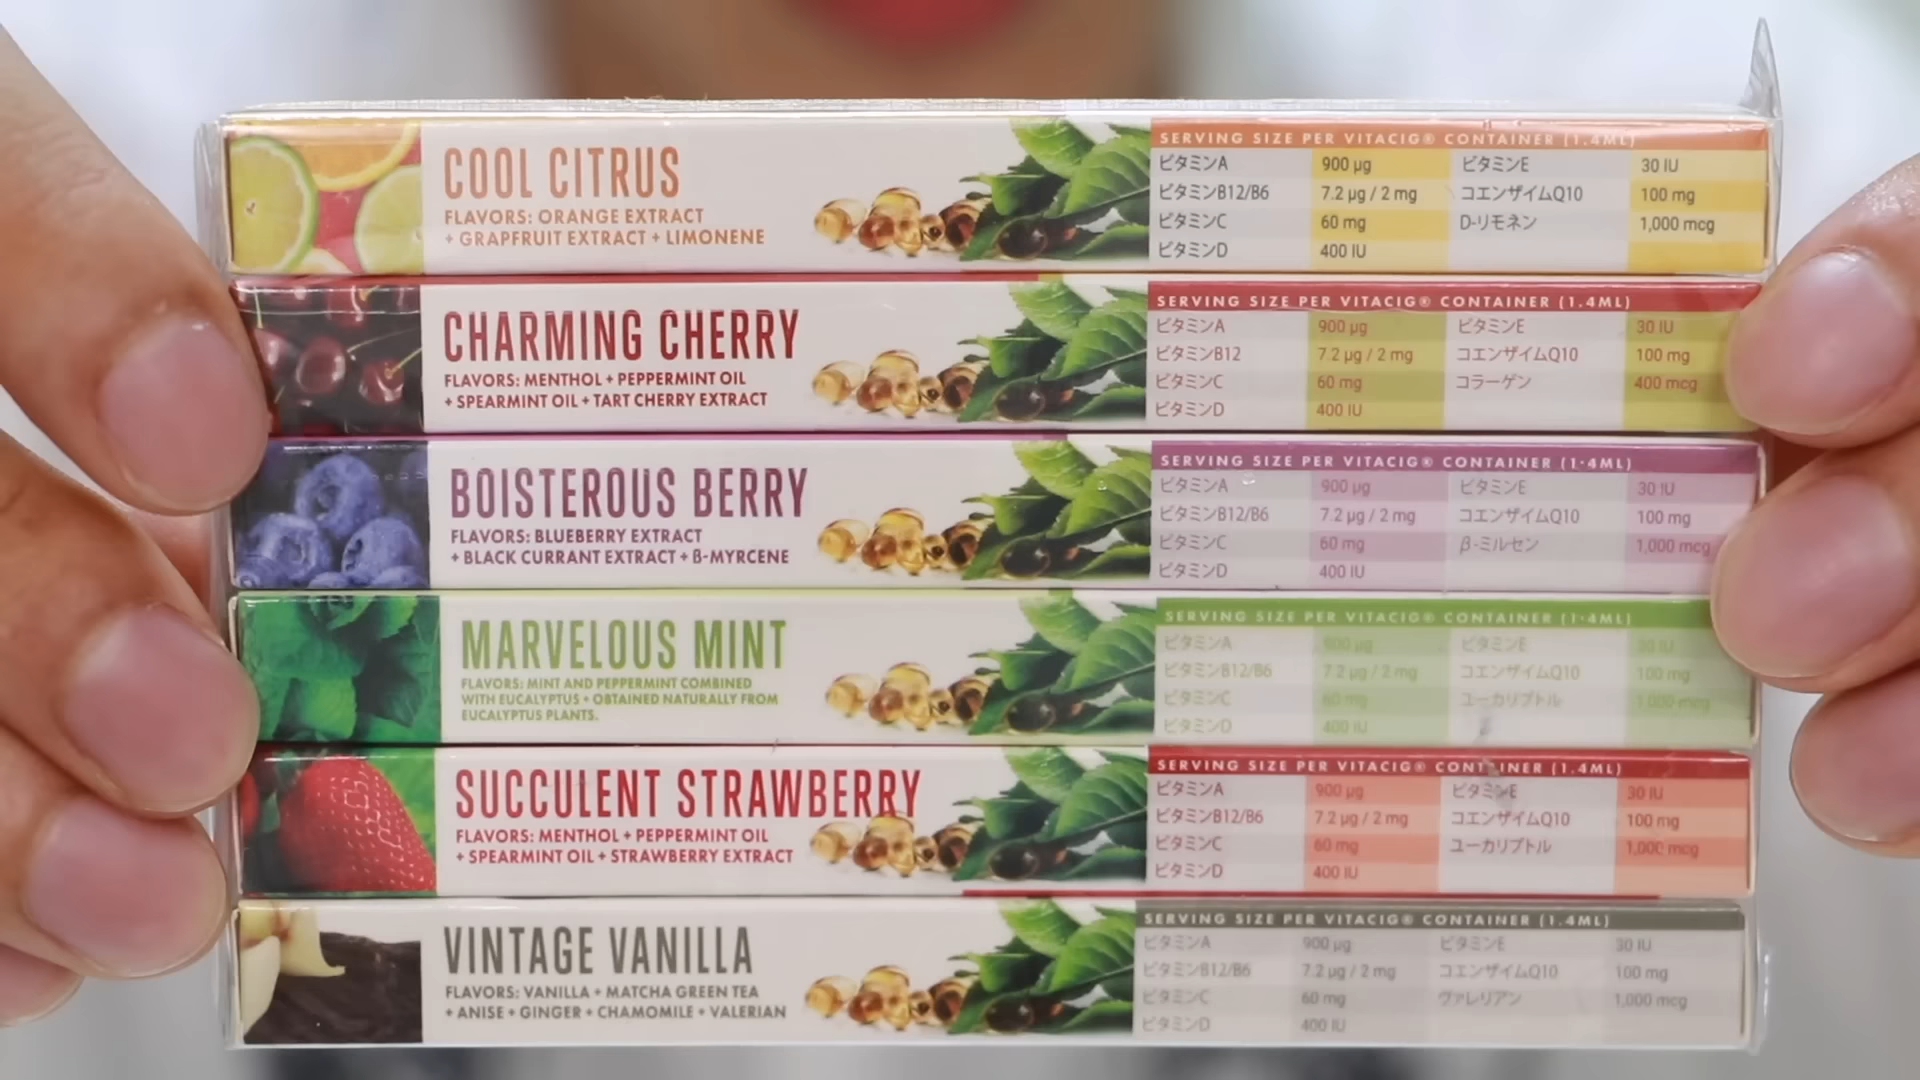 COOL CITRUS
FLAVORS: ORANGE EXTRACT
+ GRAPFRUIT EXTRACT + LIMONENE
SERVING SIZE PER VITACIG® CONTAINER (1.4ML)
ビタミンA 900 µg ビタミンE 30 IU
ビタミンB12/B6 7.2 µg / 2 mg コエンザイムQ10 100 mg
ビタミンC 60 mg D-リモネン 1,000 mcg
ビタミンD 400 IU
CHARMING CHERRY
FLAVORS: MENTHOL + PEPPERMINT OIL
+ SPEARMINT OIL + TART CHERRY EXTRACT
SERVING SIZE PER VITACIG® CONTAINER (1.4ML)
ビタミンA 900 µg ビタミンE 30 IU
ビタミンB12 7.2 µg / 2 mg コエンザイムQ10 100 mg
ビタミンC 60 mg コラーゲン 400 mcg
ビタミンD 400 IU
BOISTEROUS BERRY
FLAVORS: BLUEBERRY EXTRACT
+ BLACK CURRANT EXTRACT + β-MYRCENE
SERVING SIZE PER VITACIG® CONTAINER (1·4ML)
ビタミンA 900 µg ビタミンE 30 IU
ビタミンB12/B6 7.2 µg / 2 mg コエンザイムQ10 100 mg
ビタミンC 60 mg β-ミルセン 1,000 mcg
ビタミンD 400 IU
MARVELOUS MINT
FLAVORS: MINT AND PEPPERMINT COMBINED
WITH EUCALYPTUS + OBTAINED NATURALLY FROM
EUCALYPTUS PLANTS.
SERVING SIZE PER VITACIG® CONTAINER (1·4ML)
ビタミンA 900 µg ビタミンE 30 IU
ビタミンB12/B6 7.2 µg / 2 mg コエンザイムQ10 100 mg
ビタミンC 60 mg ユーカリプトル 1,000 mcg
ビタミンD 400 IU
SUCCULENT STRAWBERRY
FLAVORS: MENTHOL + PEPPERMINT OIL
+ SPEARMINT OIL + STRAWBERRY EXTRACT
SERVING SIZE PER VITACIG® CONTAINER (1.4ML)
ビタミンA 900 µg ビタミンE 30 IU
ビタミンB12/B6 7.2 µg / 2 mg コエンザイムQ10 100 mg
ビタミンC 60 mg ユーカリプトル 1,000 mcg
ビタミンD 400 IU
VINTAGE VANILLA
FLAVORS: VANILLA + MATCHA GREEN TEA
+ ANISE + GINGER + CHAMOMILE + VALERIAN
SERVING SIZE PER VITACIG® CONTAINER (1.4ML)
ビタミンA 900 µg ビタミンE 30 IU
ビタミンB12/B6 7.2 µg / 2 mg コエンザイムQ10 100 mg
ビタミンC 60 mg ヴァレリアン 1,000 mcg
ビタミンD 400 IU